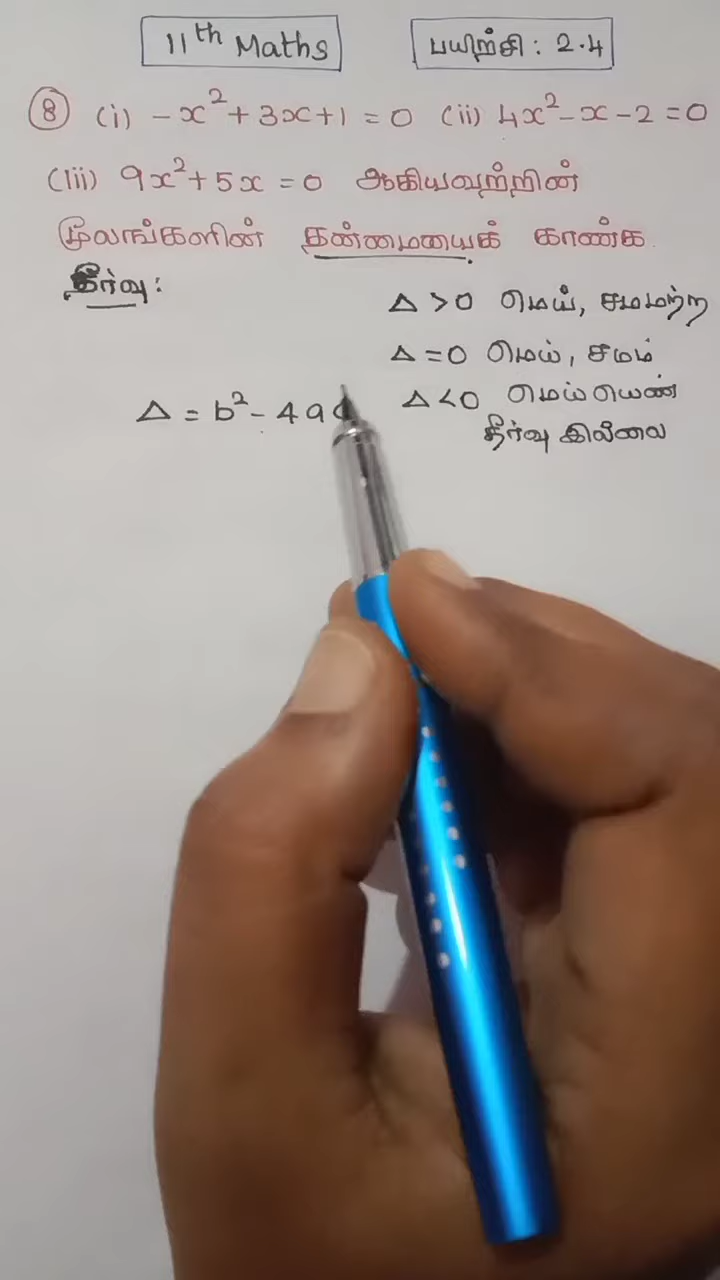 11th Maths
பயிற்சி : 2.4
⑧ (i) -x² + 3x + 1 = 0 (ii) 4x² - x - 2 = 0
(iii) 9x² + 5x = 0 ஆகியவற்றின்
மூலங்களின் தன்மையைக் காண்க.
தீர்வு :
Δ > 0 மெய், சமமற்ற
Δ = 0 மெய், சமம்
Δ = b² - 4a
Δ < 0 மெய்யெண்
தீர்வு இல்லை